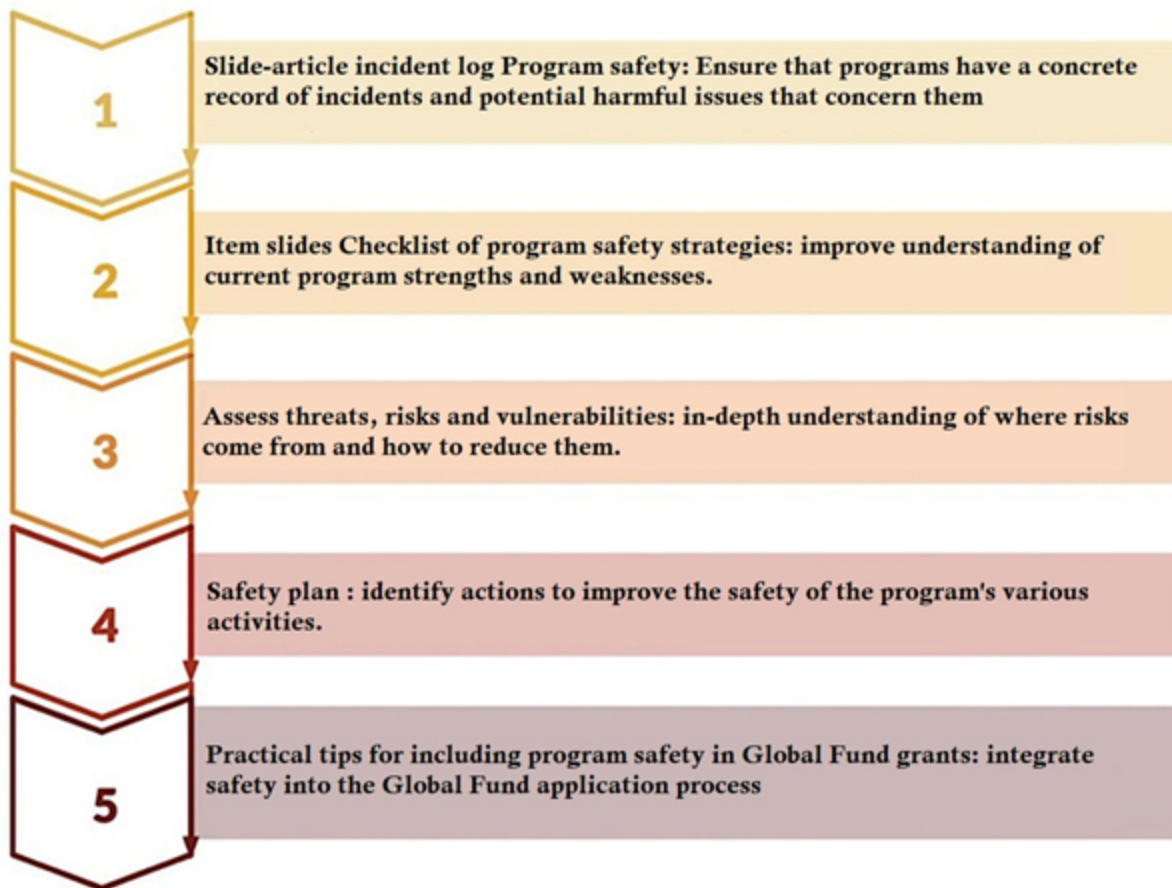 1
Slide-article incident log Program safety: Ensure that programs have a concrete
record of incidents and potential harmful issues that concern them
2
Item slides Checklist of program safety strategies: improve understanding of
current program strengths and weaknesses.
3
Assess threats, risks and vulnerabilities: in-depth understanding of where risks
come from and how to reduce them.
4
Safety plan : identify actions to improve the safety of the program's various
activities.
5
Practical tips for including program safety in Global Fund grants: integrate
safety into the Global Fund application process